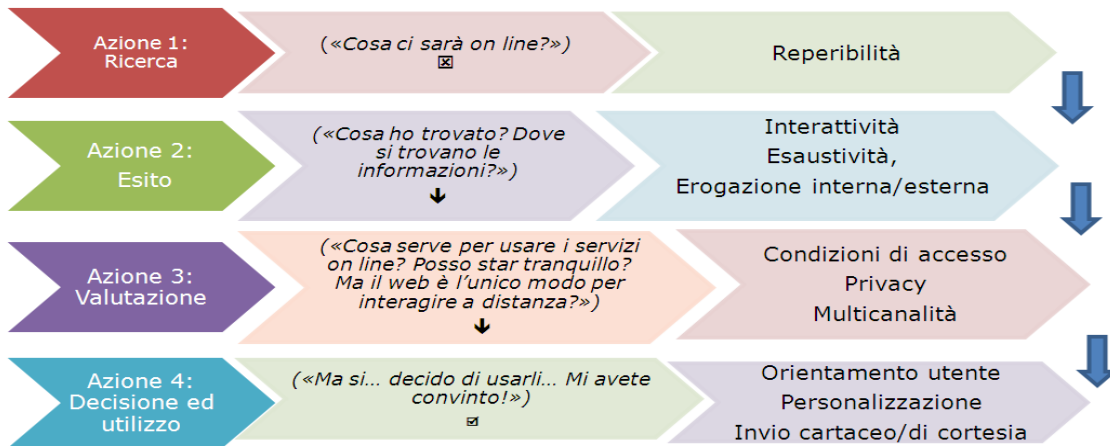 Azione 1:
Ricerca
(«Cosa ci sarà on line?»)
☒
Reperibilità
Azione 2:
Esito
(«Cosa ho trovato? Dove
si trovano le
informazioni?»)
Interattività
Esaustività,
Erogazione interna/esterna
Azione 3:
Valutazione
(«Cosa serve per usare i servizi
on line? Posso star tranquillo?
Ma il web è l’unico modo per
interagire a distanza?»)
Condizioni di accesso
Privacy
Multicanalità
Azione 4:
Decisione ed
utilizzo
(«Ma si... decido di usarli... Mi avete
convinto!»)
☑
Orientamento utente
Personalizzazione
Invio cartaceo/di cortesia